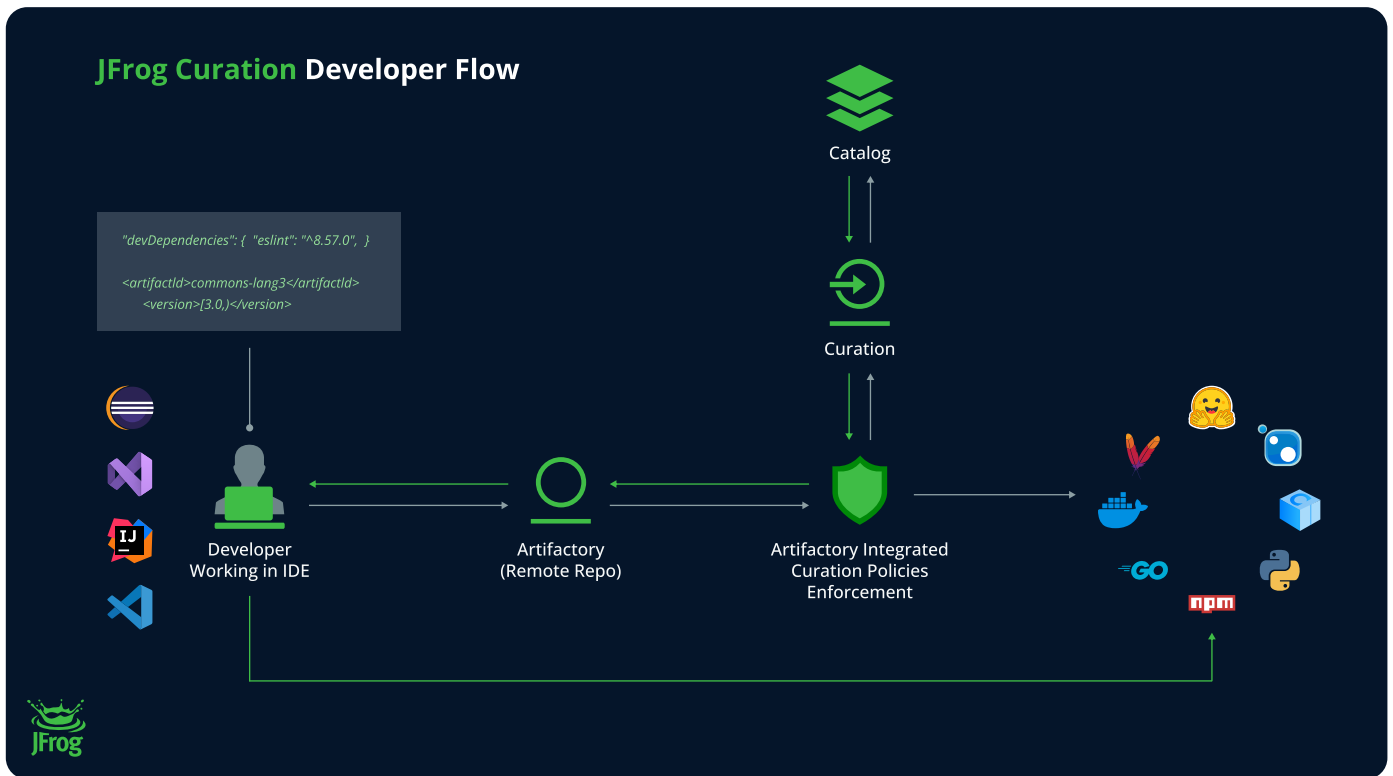 JFrog Curation Developer Flow
Catalog
"devDependencies": {  "eslint": "^8.57.0",  }
<artifactId>commons-lang3</artifactId>
<version>[3.0,)</version>
Curation
IJ
Developer
Working in IDE
Artifactory
(Remote Repo)
Artifactory Integrated
Curation Policies
Enforcement
GO
npm
JFrog